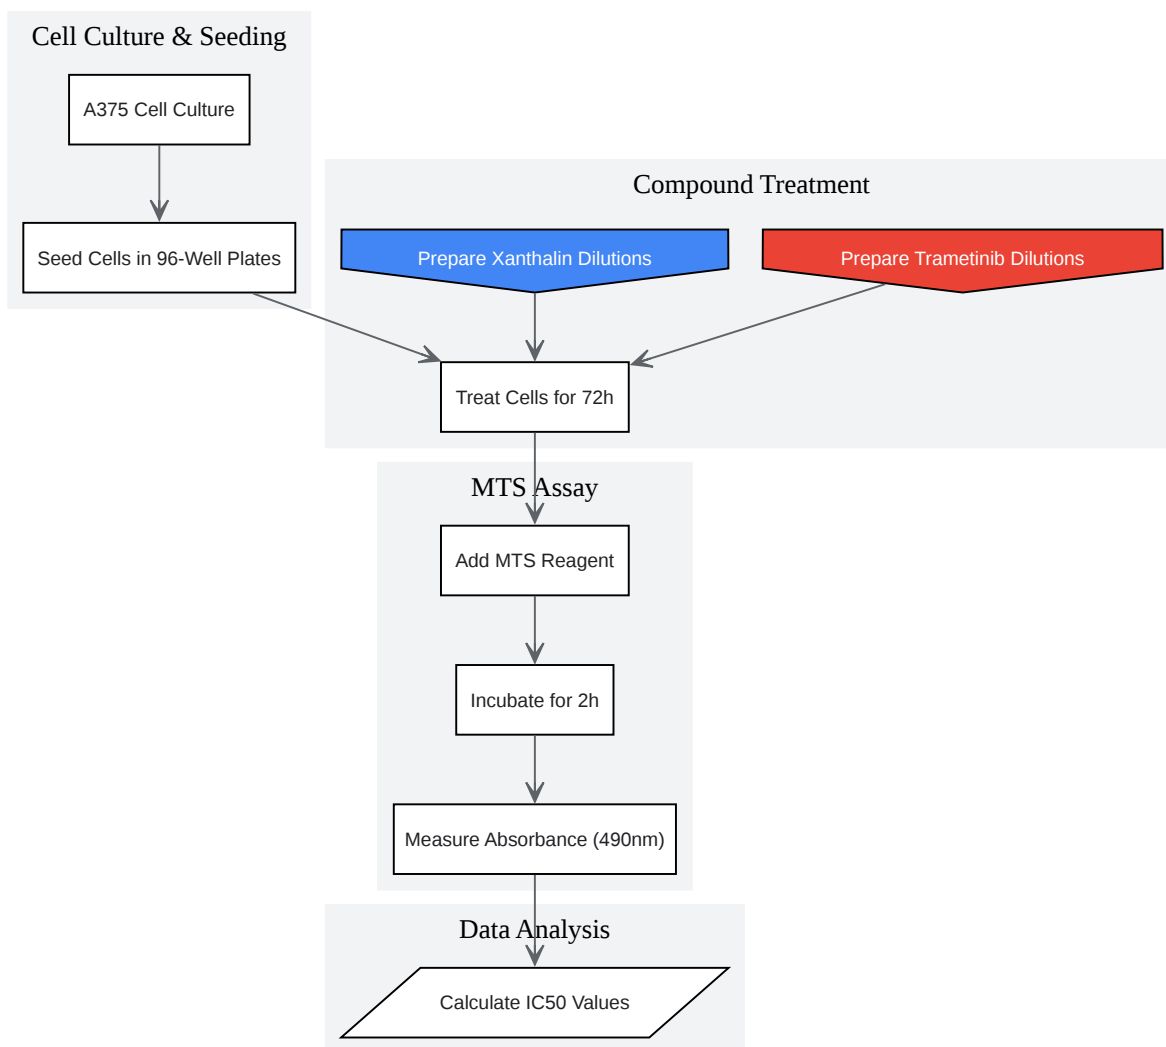 Cell Culture & Seeding
A375 Cell Culture
Seed Cells in 96-Well Plates
Compound Treatment
Prepare Xanthalin Dilutions
Prepare Trametinib Dilutions
Treat Cells for 72h
MTS Assay
Add MTS Reagent
Incubate for 2h
Measure Absorbance (490nm)
Data Analysis
Calculate IC50 Values